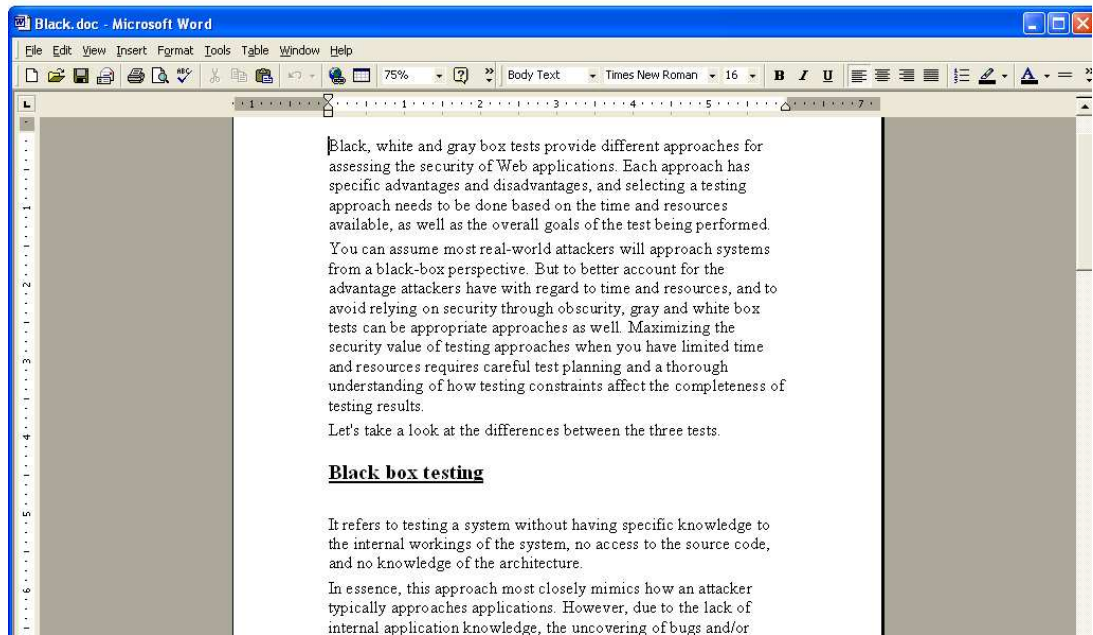 Black.doc - Microsoft Word
File Edit View Insert Format Tools Table Window Help
75% Body Text Times New Roman 16 B I U A
1 1 2 3 4 5 7
Black, white and gray box tests provide different approaches for
assessing the security of Web applications. Each approach has
specific advantages and disadvantages, and selecting a testing
approach needs to be done based on the time and resources
available, as well as the overall goals of the test being performed.
You can assume most real-world attackers will approach systems
from a black-box perspective. But to better account for the
advantage attackers have with regard to time and resources, and to
avoid relying on security through obscurity, gray and white box
tests can be appropriate approaches as well. Maximizing the
security value of testing approaches when you have limited time
and resources requires careful test planning and a thorough
understanding of how testing constraints affect the completeness of
testing results.
Let's take a look at the differences between the three tests.
Black box testing
It refers to testing a system without having specific knowledge to
the internal workings of the system, no access to the source code,
and no knowledge of the architecture.
In essence, this approach most closely mimics how an attacker
typically approaches applications. However, due to the lack of
internal application knowledge, the uncovering of bugs and/or